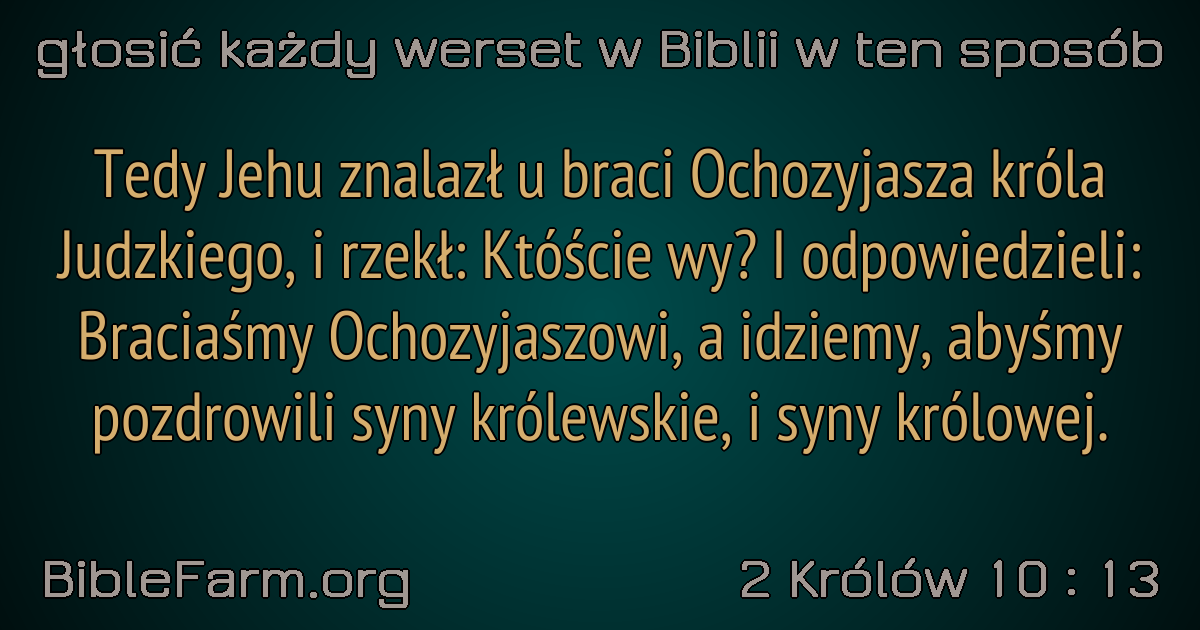 głosić każdy werset w Biblii w ten sposób
Tedy Jehu znalazł u braci Ochozyjasza króla
Judzkiego, i rzekł: Któście wy? I odpowiedzieli:
Braciaśmy Ochozyjaszowi, a idziemy, abyśmy
pozdrowili syny królewskie, i syny królowej.
BibleFarm.org
2 Królów 10 : 13